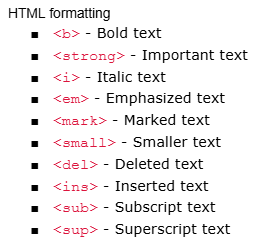 HTML formatting
▪ <b> - Bold text
▪ <strong> - Important text
▪ <i> - Italic text
▪ <em> - Emphasized text
▪ <mark> - Marked text
▪ <small> - Smaller text
▪ <del> - Deleted text
▪ <ins> - Inserted text
▪ <sub> - Subscript text
▪ <sup> - Superscript text